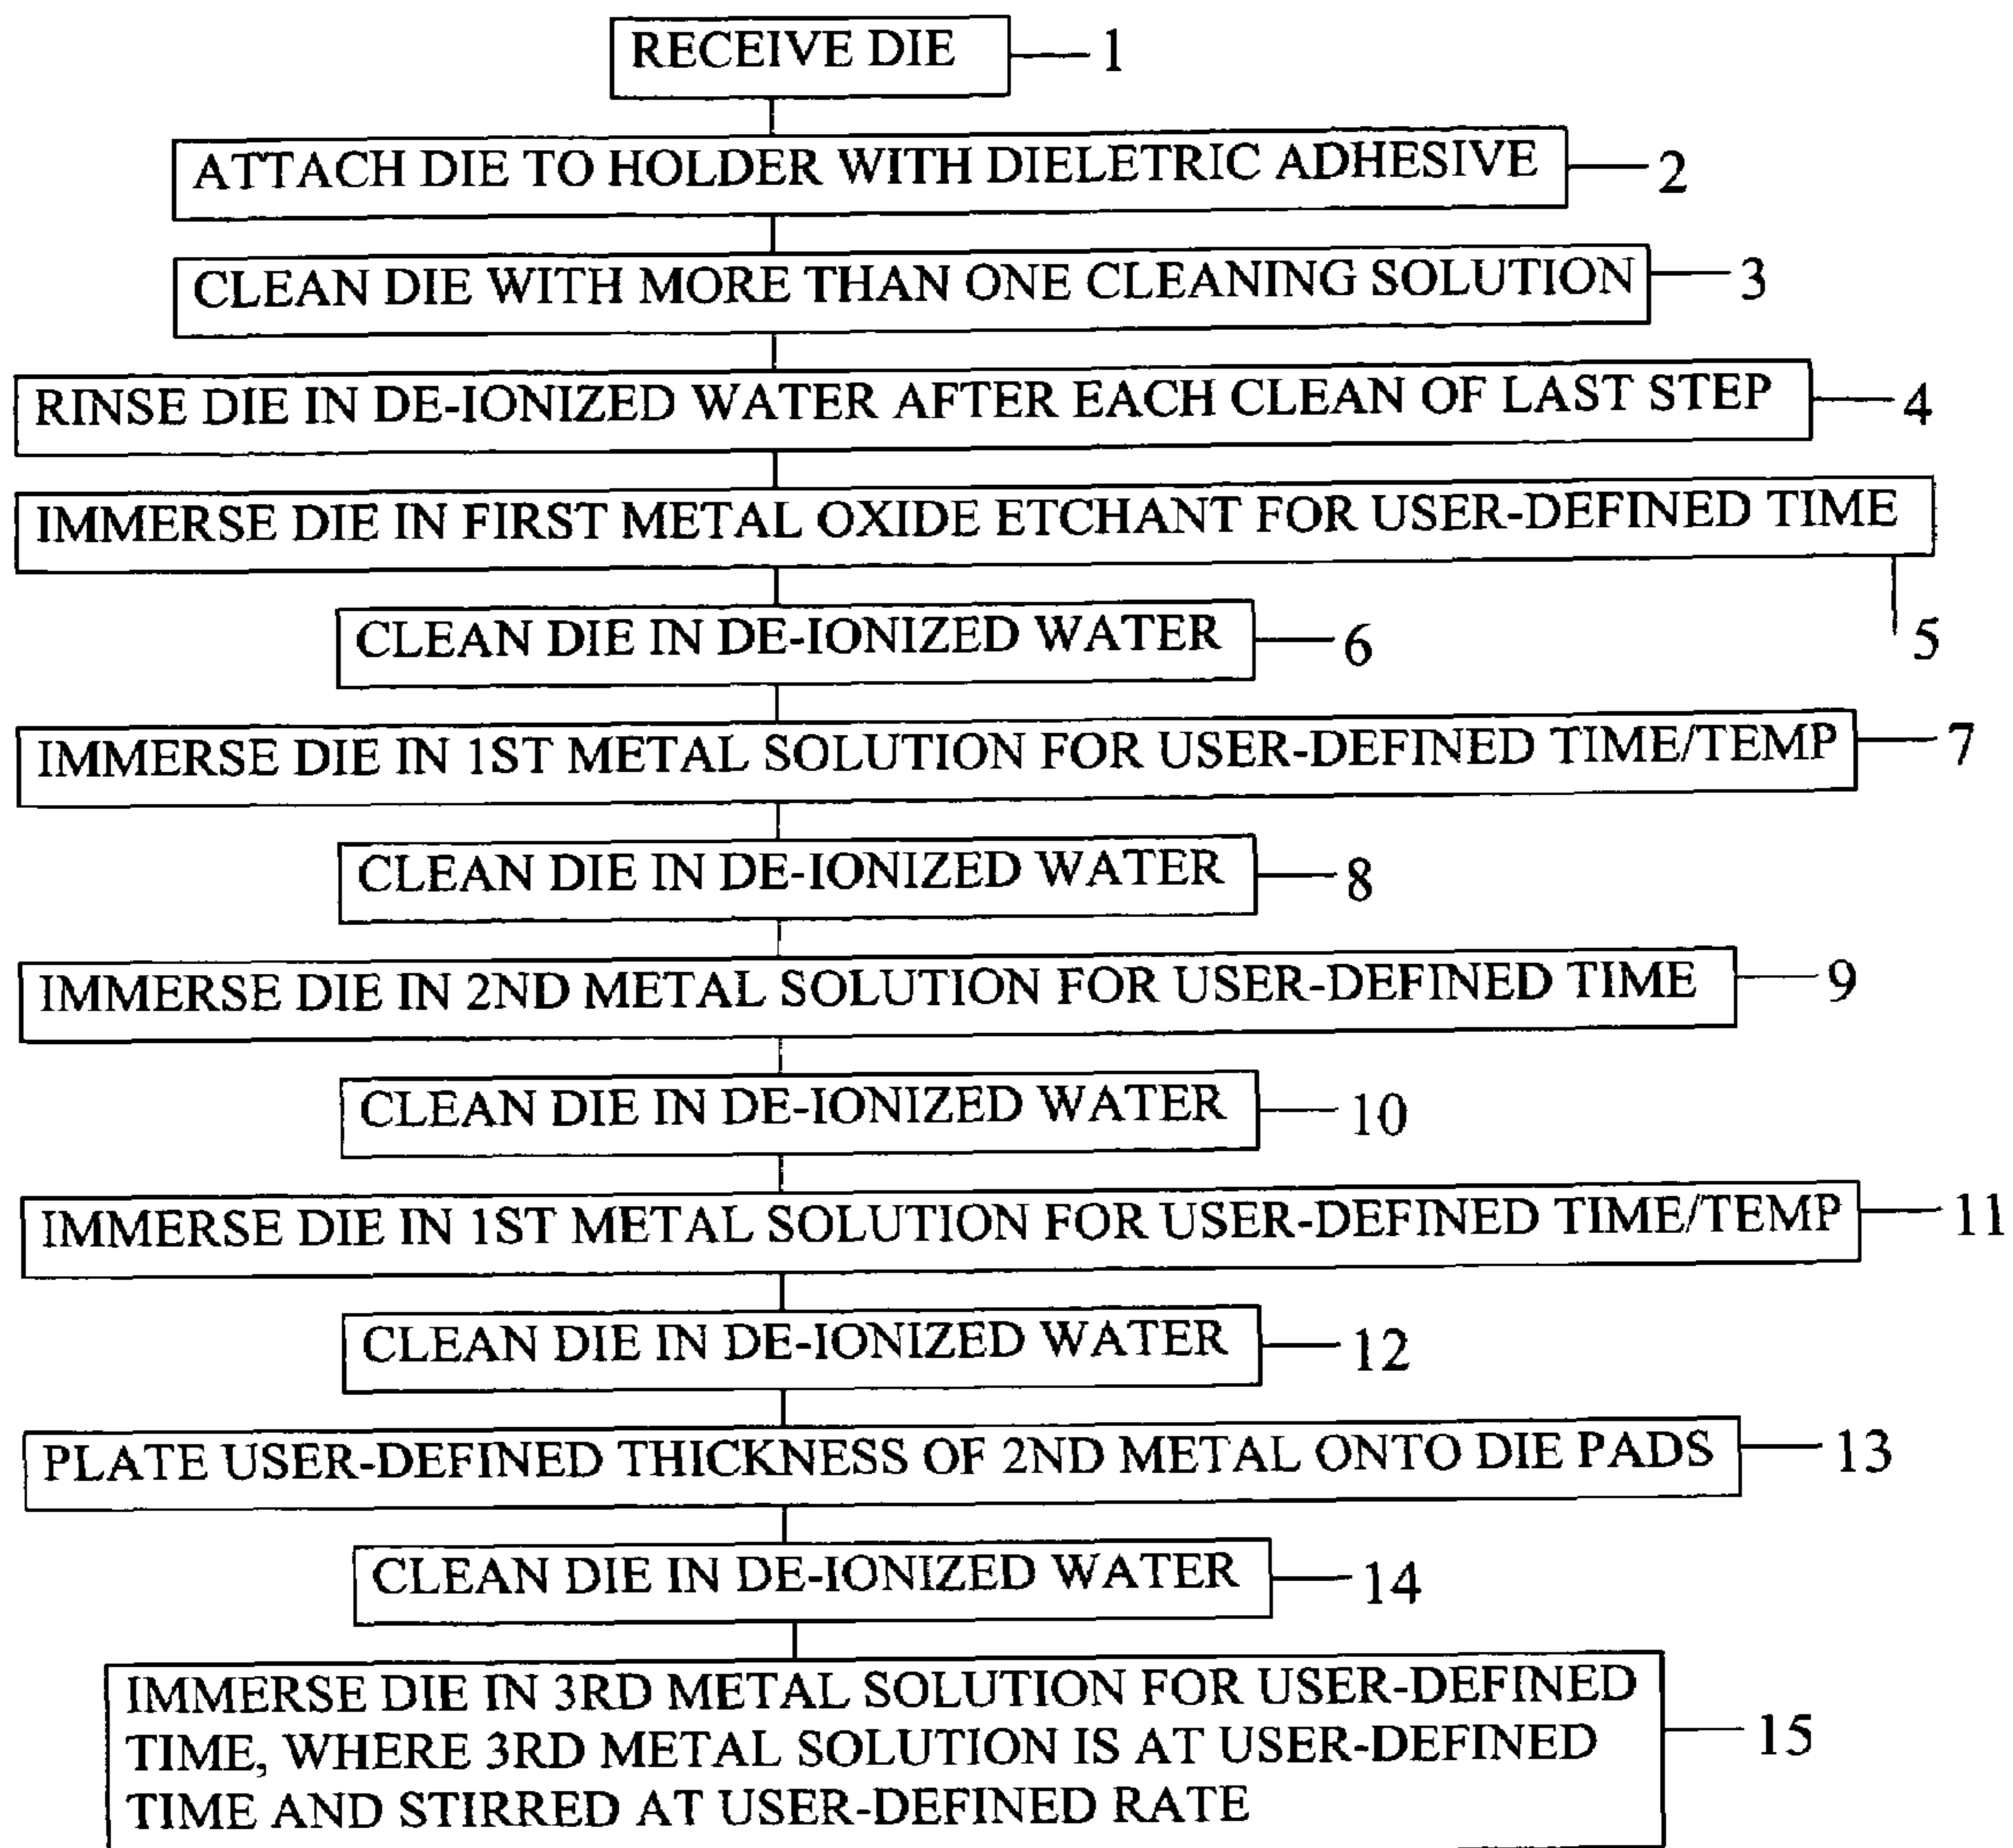 RECEIVE DIE 1
ATTACH DIE TO HOLDER WITH DIELETRIC ADHESIVE 2
CLEAN DIE WITH MORE THAN ONE CLEANING SOLUTION 3
RINSE DIE IN DE-IONIZED WATER AFTER EACH CLEAN OF LAST STEP 4
IMMERSE DIE IN FIRST METAL OXIDE ETCHANT FOR USER-DEFINED TIME
5
CLEAN DIE IN DE-IONIZED WATER 6
IMMERSE DIE IN 1ST METAL SOLUTION FOR USER-DEFINED TIME/TEMP 7
CLEAN DIE IN DE-IONIZED WATER 8
IMMERSE DIE IN 2ND METAL SOLUTION FOR USER-DEFINED TIME 9
CLEAN DIE IN DE-IONIZED WATER 10
IMMERSE DIE IN 1ST METAL SOLUTION FOR USER-DEFINED TIME/TEMP 11
CLEAN DIE IN DE-IONIZED WATER 12
PLATE USER-DEFINED THICKNESS OF 2ND METAL ONTO DIE PADS 13
CLEAN DIE IN DE-IONIZED WATER 14
IMMERSE DIE IN 3RD METAL SOLUTION FOR USER-DEFINED
TIME, WHERE 3RD METAL SOLUTION IS AT USER-DEFINED 15
TIME AND STIRRED AT USER-DEFINED RATE